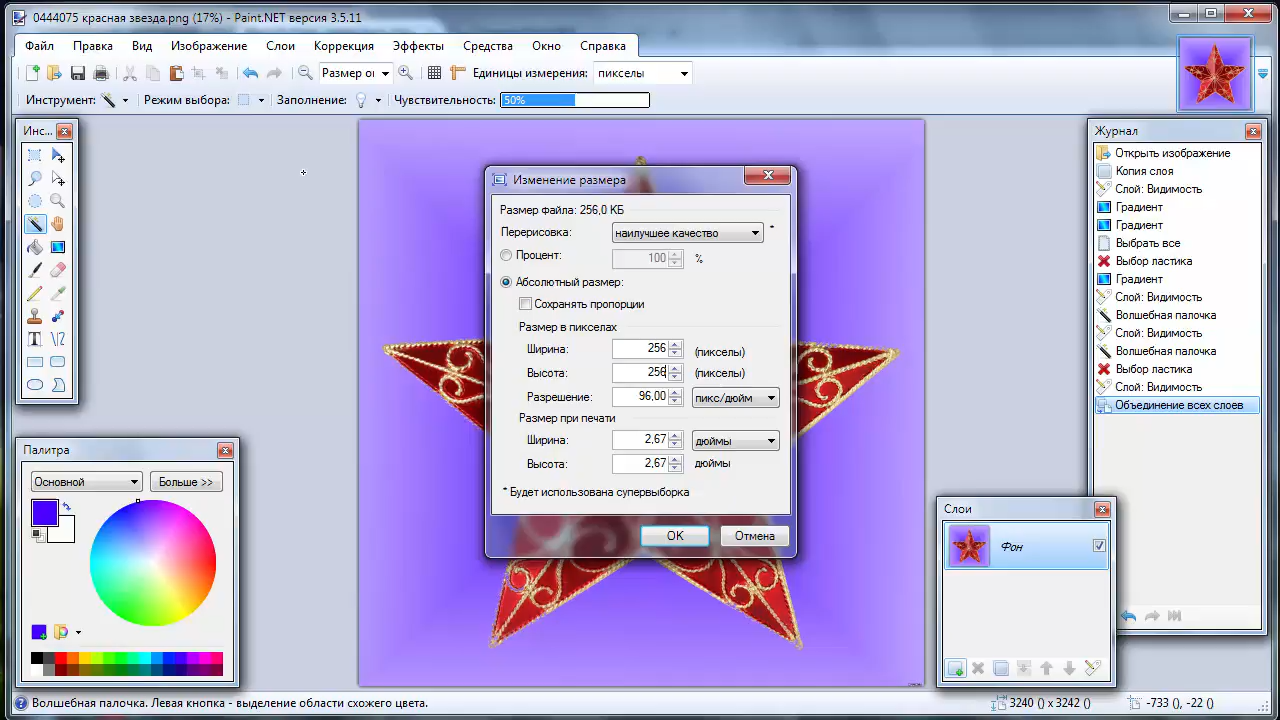 0444075 красная звезда.png (17%) - Paint.NET версия 3.5.11
Файл Правка Вид Изображение Слои Коррекция Эффекты Средства Окно Справка
Размер ок Единицы измерения: пикселы
Инструмент: Режим выбора: Заполнение: Чувствительность: 50%
Инс...
Журнал
Открыть изображение
Копия слоя
Слой: Видимость
Градиент
Градиент
Выбрать все
Выбор ластика
Градиент
Слой: Видимость
Волшебная палочка
Слой: Видимость
Волшебная палочка
Выбор ластика
Слой: Видимость
Объединение всех слоев
Изменение размера
Размер файла: 256,0 КБ
Перерисовка: наилучшее качество *
Процент: 100 %
Абсолютный размер:
Сохранять пропорции
Размер в пикселах
Ширина: 256 (пикселы)
Высота: 256 (пикселы)
Разрешение: 96,00 пикс/дюйм
Размер при печати
Ширина: 2,67 дюймы
Высота: 2,67 дюймы
* Будет использована супервыборка
OK Отмена
Палитра
Основной Больше >>
Слои
Фон
Волшебная палочка. Левая кнопка - выделение области схожего цвета. 3240 () x 3242 () -733 (), -22 ()